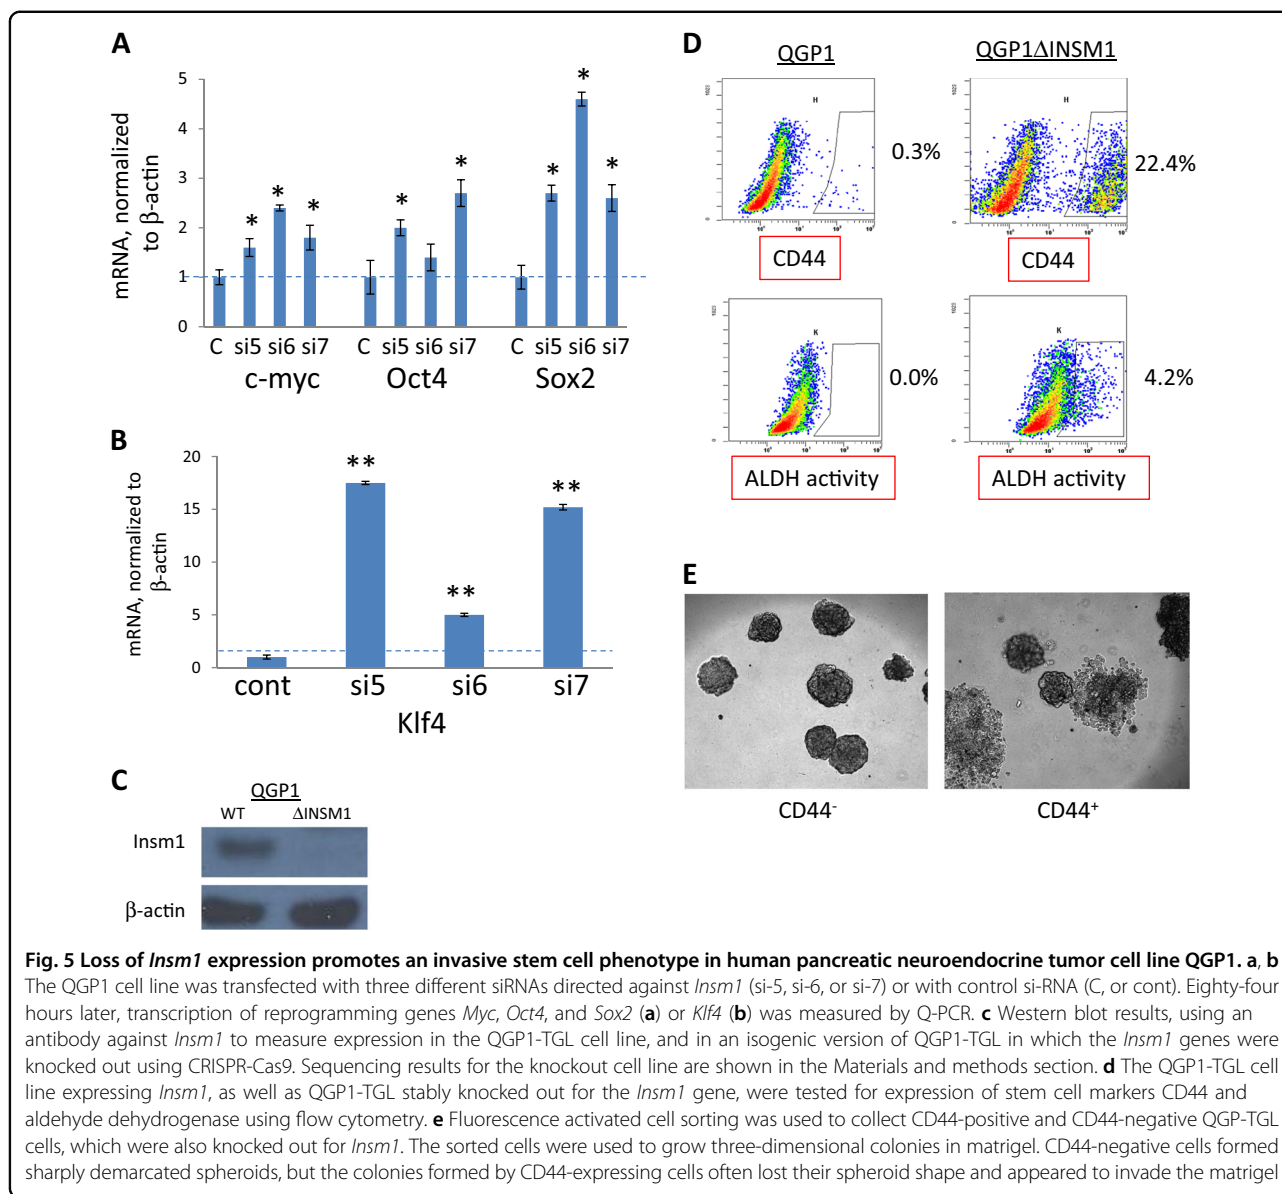 A
mRNA, normalized
to β-actin
5
4
3
2
1
0
* * * * * * * *
C si5 si6 si7 C si5 si6 si7 C si5 si6 si7
c-myc Oct4 Sox2
B
mRNA, normalized to
β-actin
20
15
10
5
0
** ** **
cont si5 si6 si7
Klf4
C
QGP1
WT ΔINSM1
Insm1
β-actin
D
QGP1 QGP1ΔINSM1
H
0.3%
H
22.4%
CD44 CD44
K
0.0%
K
4.2%
ALDH activity ALDH activity
E
CD44⁻ CD44⁺
Fig. 5 Loss of Insm1 expression promotes an invasive stem cell phenotype in human pancreatic neuroendocrine tumor cell line QGP1. a, b
The QGP1 cell line was transfected with three different siRNAs directed against Insm1 (si-5, si-6, or si-7) or with control si-RNA (C, or cont). Eighty-four
hours later, transcription of reprogramming genes Myc, Oct4, and Sox2 (a) or Klf4 (b) was measured by Q-PCR. c Western blot results, using an
antibody against Insm1 to measure expression in the QGP1-TGL cell line, and in an isogenic version of QGP1-TGL in which the Insm1 genes were
knocked out using CRISPR-Cas9. Sequencing results for the knockout cell line are shown in the Materials and methods section. d The QGP1-TGL cell
line expressing Insm1, as well as QGP1-TGL stably knocked out for the Insm1 gene, were tested for expression of stem cell markers CD44 and
aldehyde dehydrogenase using flow cytometry. e Fluorescence activated cell sorting was used to collect CD44-positive and CD44-negative QGP-TGL
cells, which were also knocked out for Insm1. The sorted cells were used to grow three-dimensional colonies in matrigel. CD44-negative cells formed
sharply demarcated spheroids, but the colonies formed by CD44-expressing cells often lost their spheroid shape and appeared to invade the matrigel